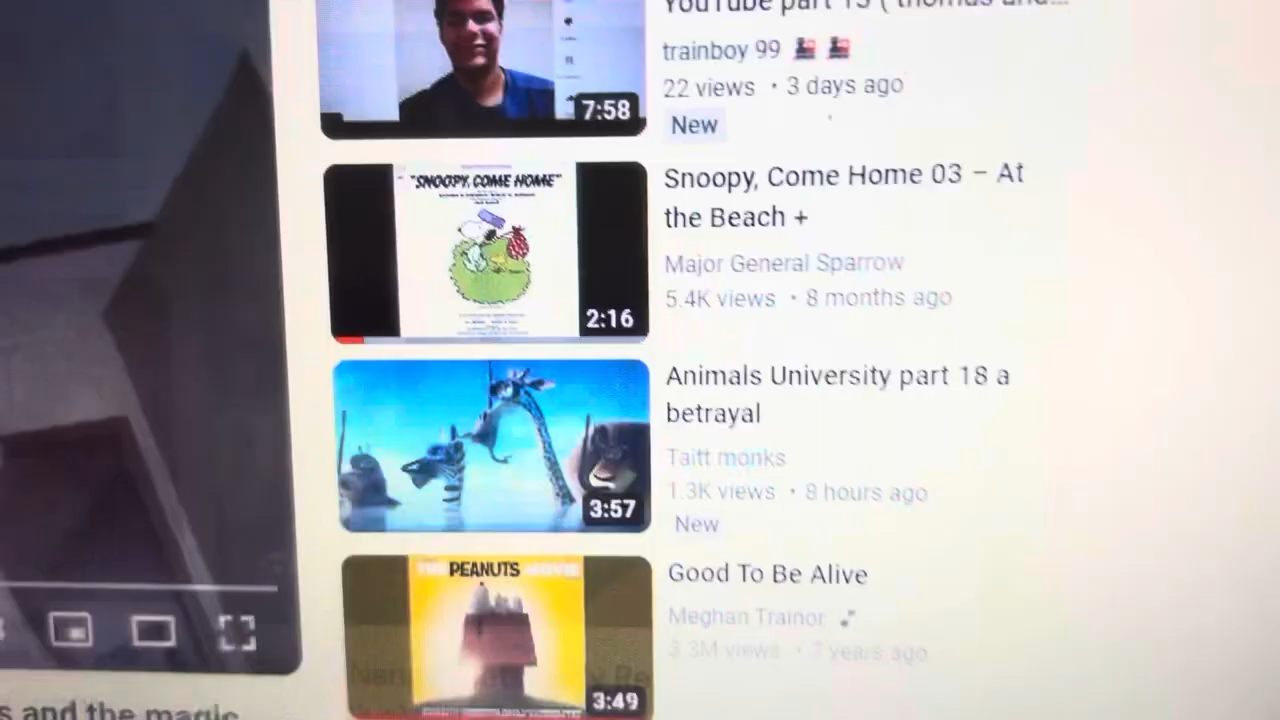 YouTube part 13 ( thomas and...
trainboy 99
22 views • 3 days ago
7:58
New
"SNOOPY, COME HOME"
Snoopy, Come Home 03 – At
the Beach +
Major General Sparrow
5.4K views • 8 months ago
2:16
Animals University part 18 a
betrayal
Taitt monks
1.3K views • 8 hours ago
3:57
New
THE PEANUTS MOVIE
Good To Be Alive
Meghan Trainor
3.3M views • 7 years ago
3:49
s and the magic